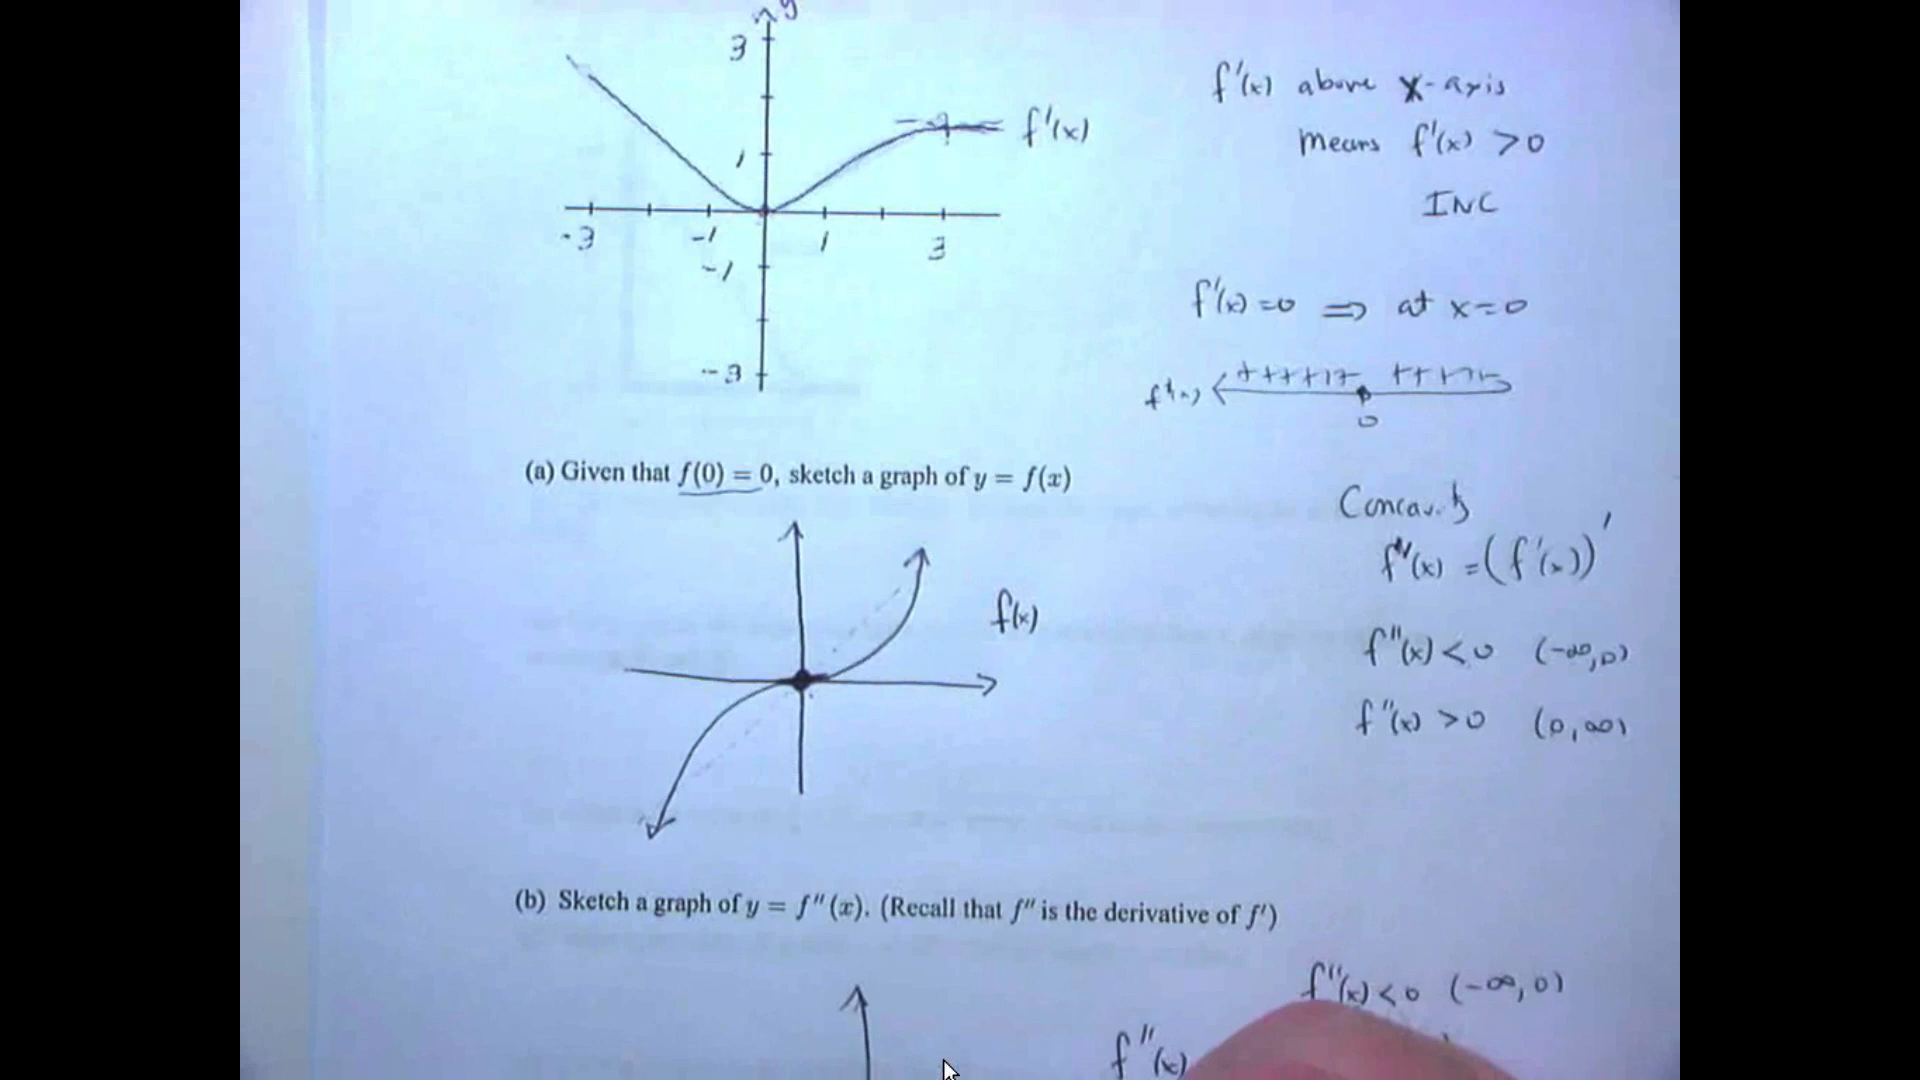 y
3
1
f'(x)
-3 -1 1 3
-1
-3
f'(x) above x-axis
means f'(x) > 0
INC
f'(x) = 0 ⇒ at x = 0
f'(x) ++++++ +++++
0
(a) Given that f(0) = 0, sketch a graph of y = f(x)
f(x)
Concavity
f''(x) = (f'(x))'
f''(x) < 0 (-∞, 0)
f''(x) > 0 (0, ∞)
(b) Sketch a graph of y = f''(x). (Recall that f'' is the derivative of f')
f''(x) < 0 (-∞, 0)
f''(x)